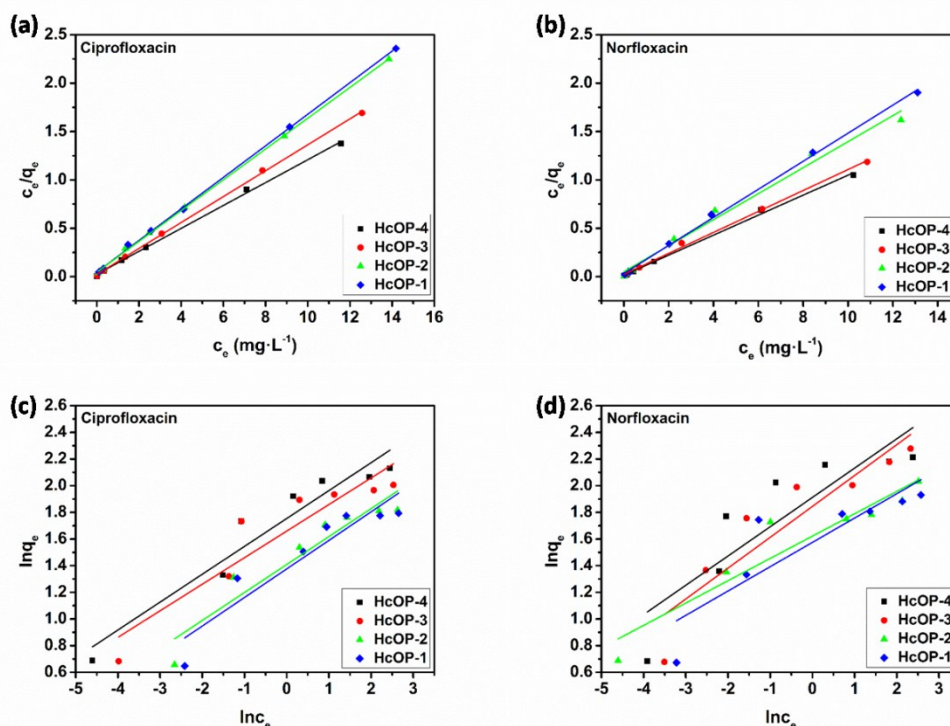 (a)
Ciprofloxacin
2.5
2.0
1.5
1.0
0.5
0.0
c_e/q_e
0 2 4 6 8 10 12 14 16
c_e (mg·L⁻¹)
HcOP-4
HcOP-3
HcOP-2
HcOP-1
(b)
Norfloxacin
2.5
2.0
1.5
1.0
0.5
0.0
c_e/q_e
0 2 4 6 8 10 12 14
c_e (mg·L⁻¹)
HcOP-4
HcOP-3
HcOP-2
HcOP-1
(c)
Ciprofloxacin
2.6
2.4
2.2
2.0
1.8
1.6
1.4
1.2
1.0
0.8
0.6
lnq_e
-5 -4 -3 -2 -1 0 1 2 3
lnc_e
HcOP-4
HcOP-3
HcOP-2
HcOP-1
(d)
Norfloxacin
2.6
2.4
2.2
2.0
1.8
1.6
1.4
1.2
1.0
0.8
0.6
lnq_e
-5 -4 -3 -2 -1 0 1 2 3
lnc_e
HcOP-4
HcOP-3
HcOP-2
HcOP-1